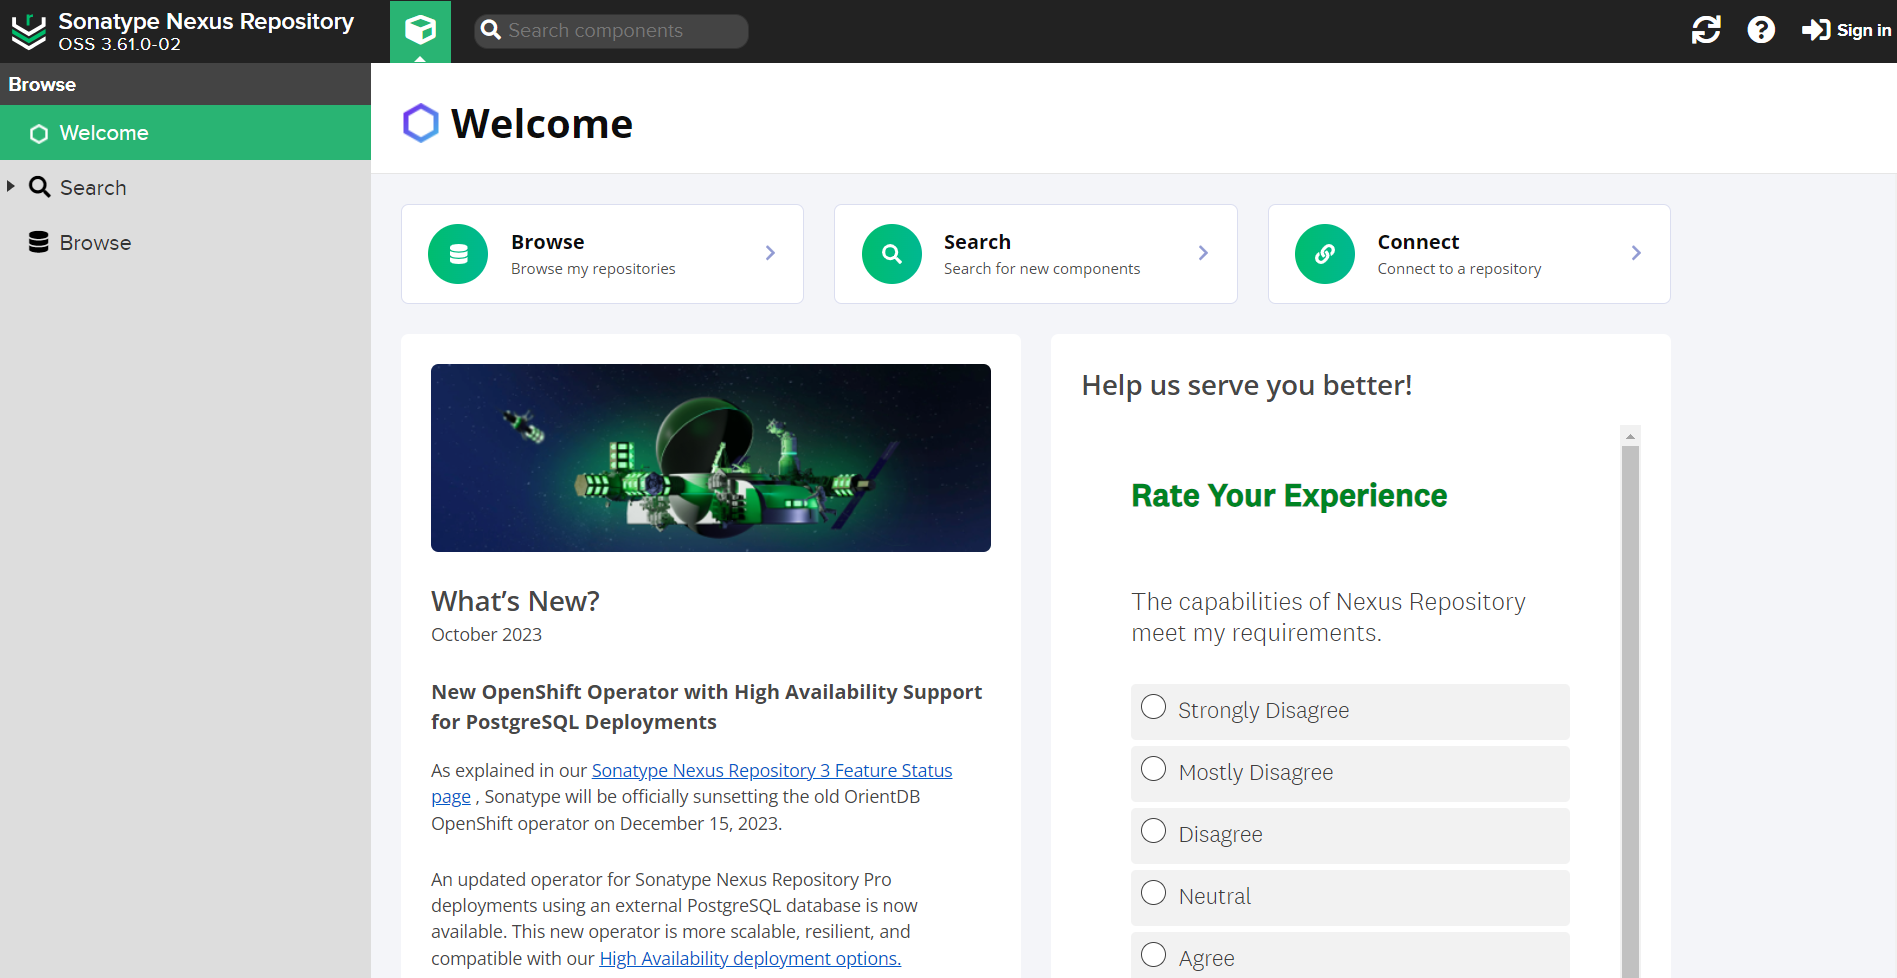 Sonatype Nexus Repository
OSS 3.61.0-02
Search components
Sign in
Browse
Welcome
Search
Browse
Welcome
Browse
Browse my repositories
Search
Search for new components
Connect
Connect to a repository
What’s New?
October 2023
New OpenShift Operator with High Availability Support
for PostgreSQL Deployments
As explained in our Sonatype Nexus Repository 3 Feature Status
page , Sonatype will be officially sunsetting the old OrientDB
OpenShift operator on December 15, 2023.
An updated operator for Sonatype Nexus Repository Pro
deployments using an external PostgreSQL database is now
available. This new operator is more scalable, resilient, and
compatible with our High Availability deployment options.
Help us serve you better!
Rate Your Experience
The capabilities of Nexus Repository
meet my requirements.
Strongly Disagree
Mostly Disagree
Disagree
Neutral
Agree